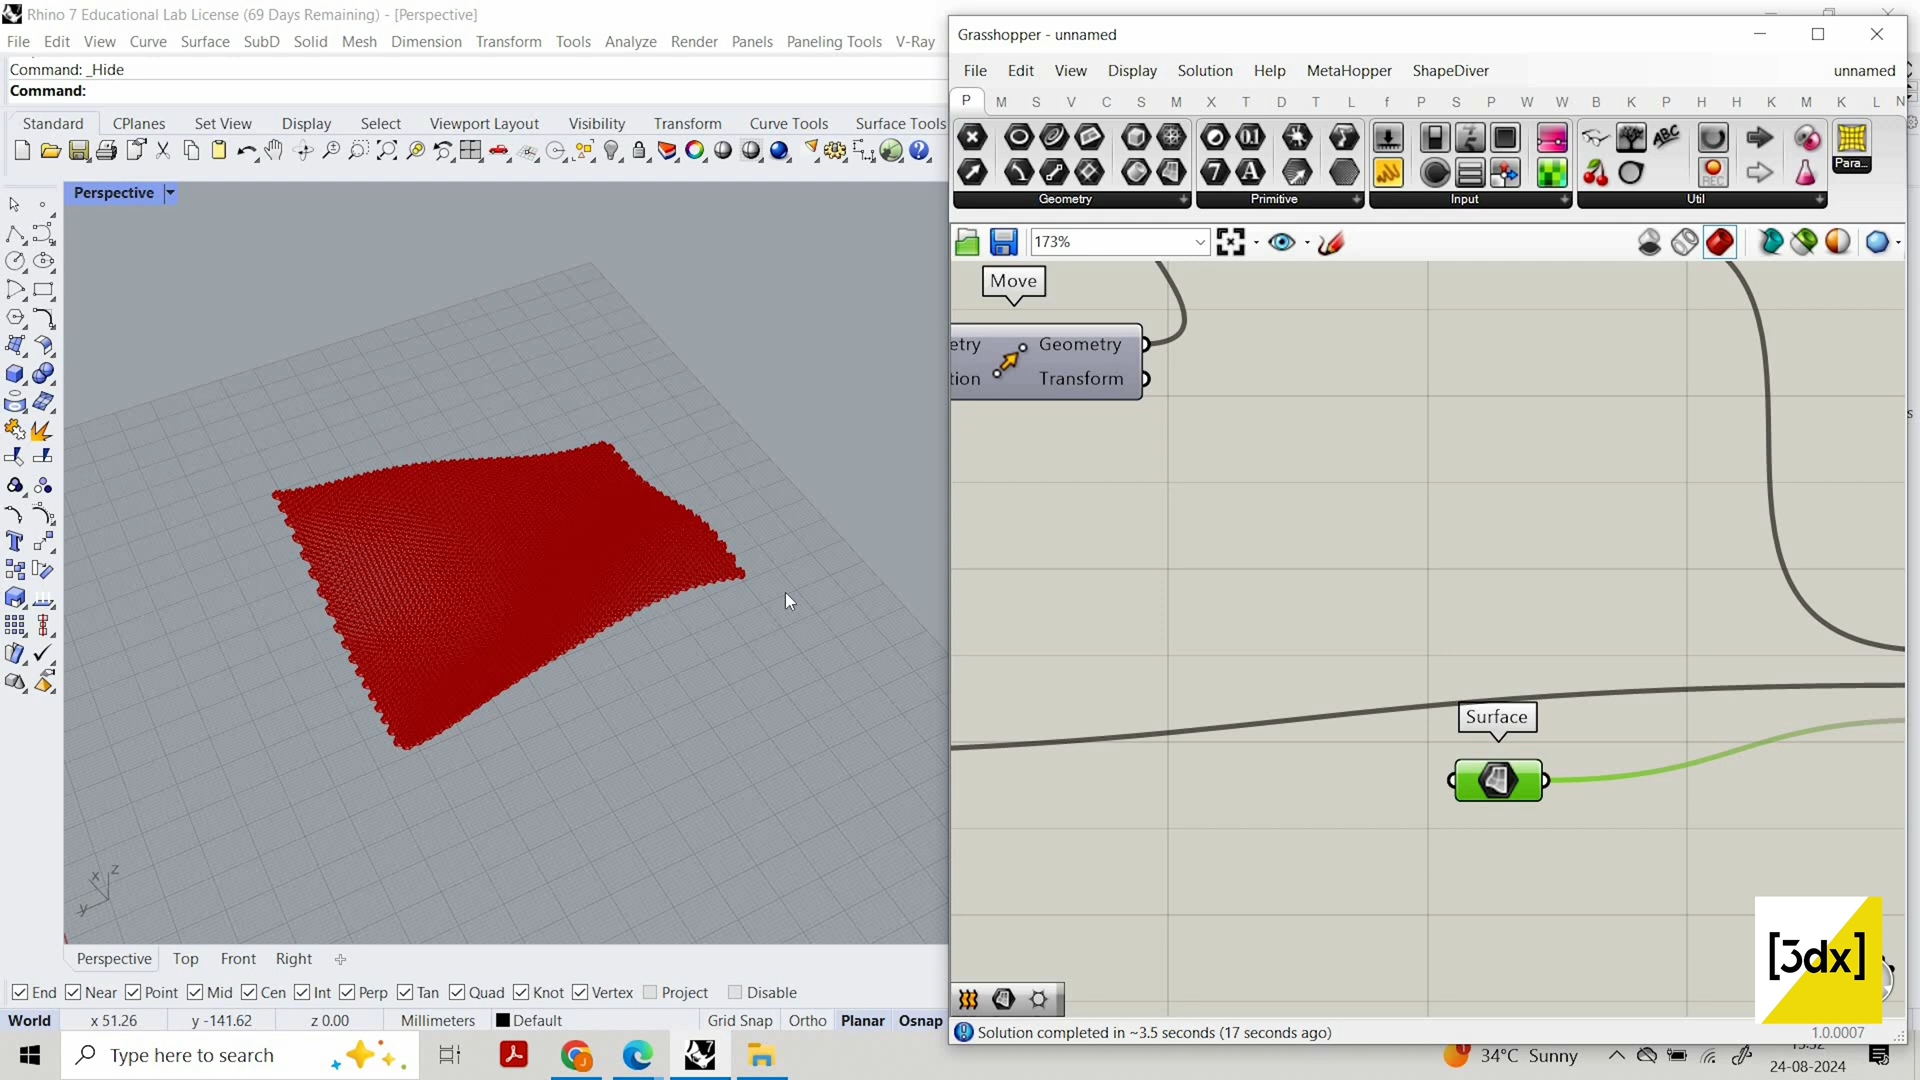 Rhino 7 Educational Lab License (69 Days Remaining) - [Perspective]
File Edit View Curve Surface SubD Solid Mesh Dimension Transform Tools Analyze Render Panels Paneling Tools V-Ray
Command: _Hide
Command:
Standard CPlanes Set View Display Select Viewport Layout Visibility Transform Curve Tools Surface Tools
Perspective
Grasshopper - unnamed
File Edit View Display Solution Help MetaHopper ShapeDiver unnamed
P M S V C S M X T D T L f P S P W W B K P H H K M K L N
Para...
Geometry Primitive Input Util
173%
Move
etry Geometry
tion Transform
Surface
z
x
y
[3dx]
Perspective Top Front Right
End Near Point Mid Cen Int Perp Tan Quad Knot Vertex Project Disable
World x 51.26 y -141.62 z 0.00 Millimeters Default Grid Snap Ortho Planar Osnap
Solution completed in ~3.5 seconds (17 seconds ago) 1.0.0007
Type here to search
34°C Sunny
24-08-2024